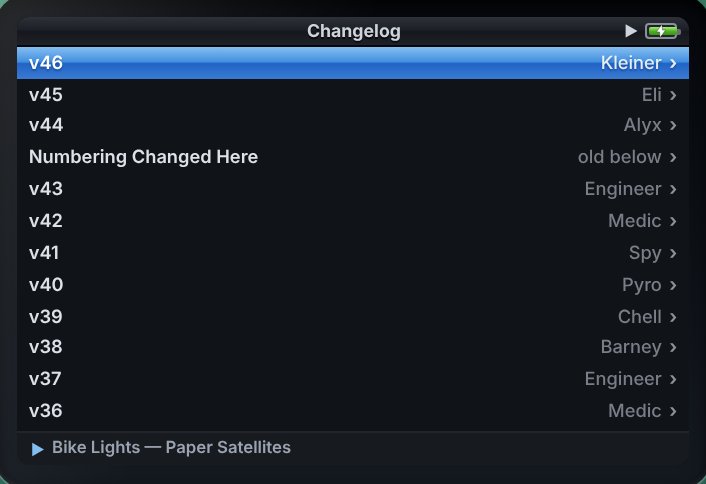 Changelog
v46 Kleiner ›
v45 Eli ›
v44 Alyx ›
Numbering Changed Here old below ›
v43 Engineer ›
v42 Medic ›
v41 Spy ›
v40 Pyro ›
v39 Chell ›
v38 Barney ›
v37 Engineer ›
v36 Medic ›
Bike Lights — Paper Satellites